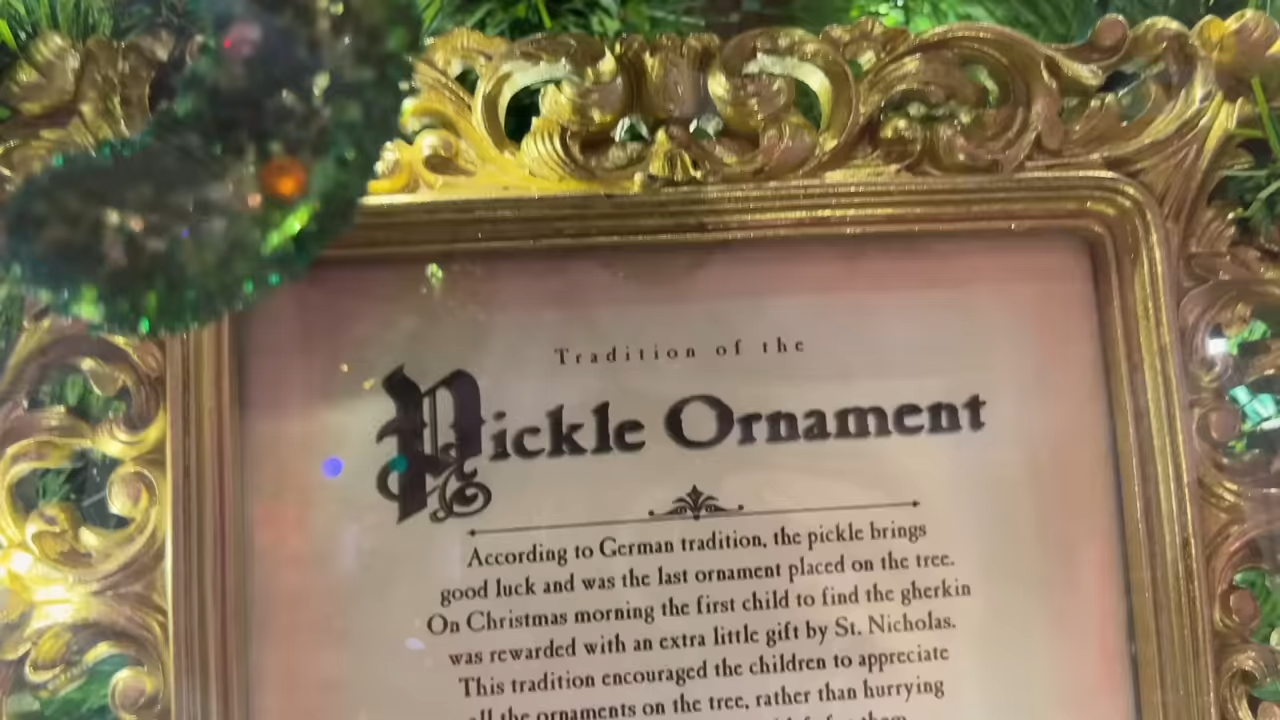 Tradition of the
Pickle Ornament
According to German tradition, the pickle brings
good luck and was the last ornament placed on the tree.
On Christmas morning the first child to find the gherkin
was rewarded with an extra little gift by St. Nicholas.
This tradition encouraged the children to appreciate
all the ornaments on the tree, rather than hurrying